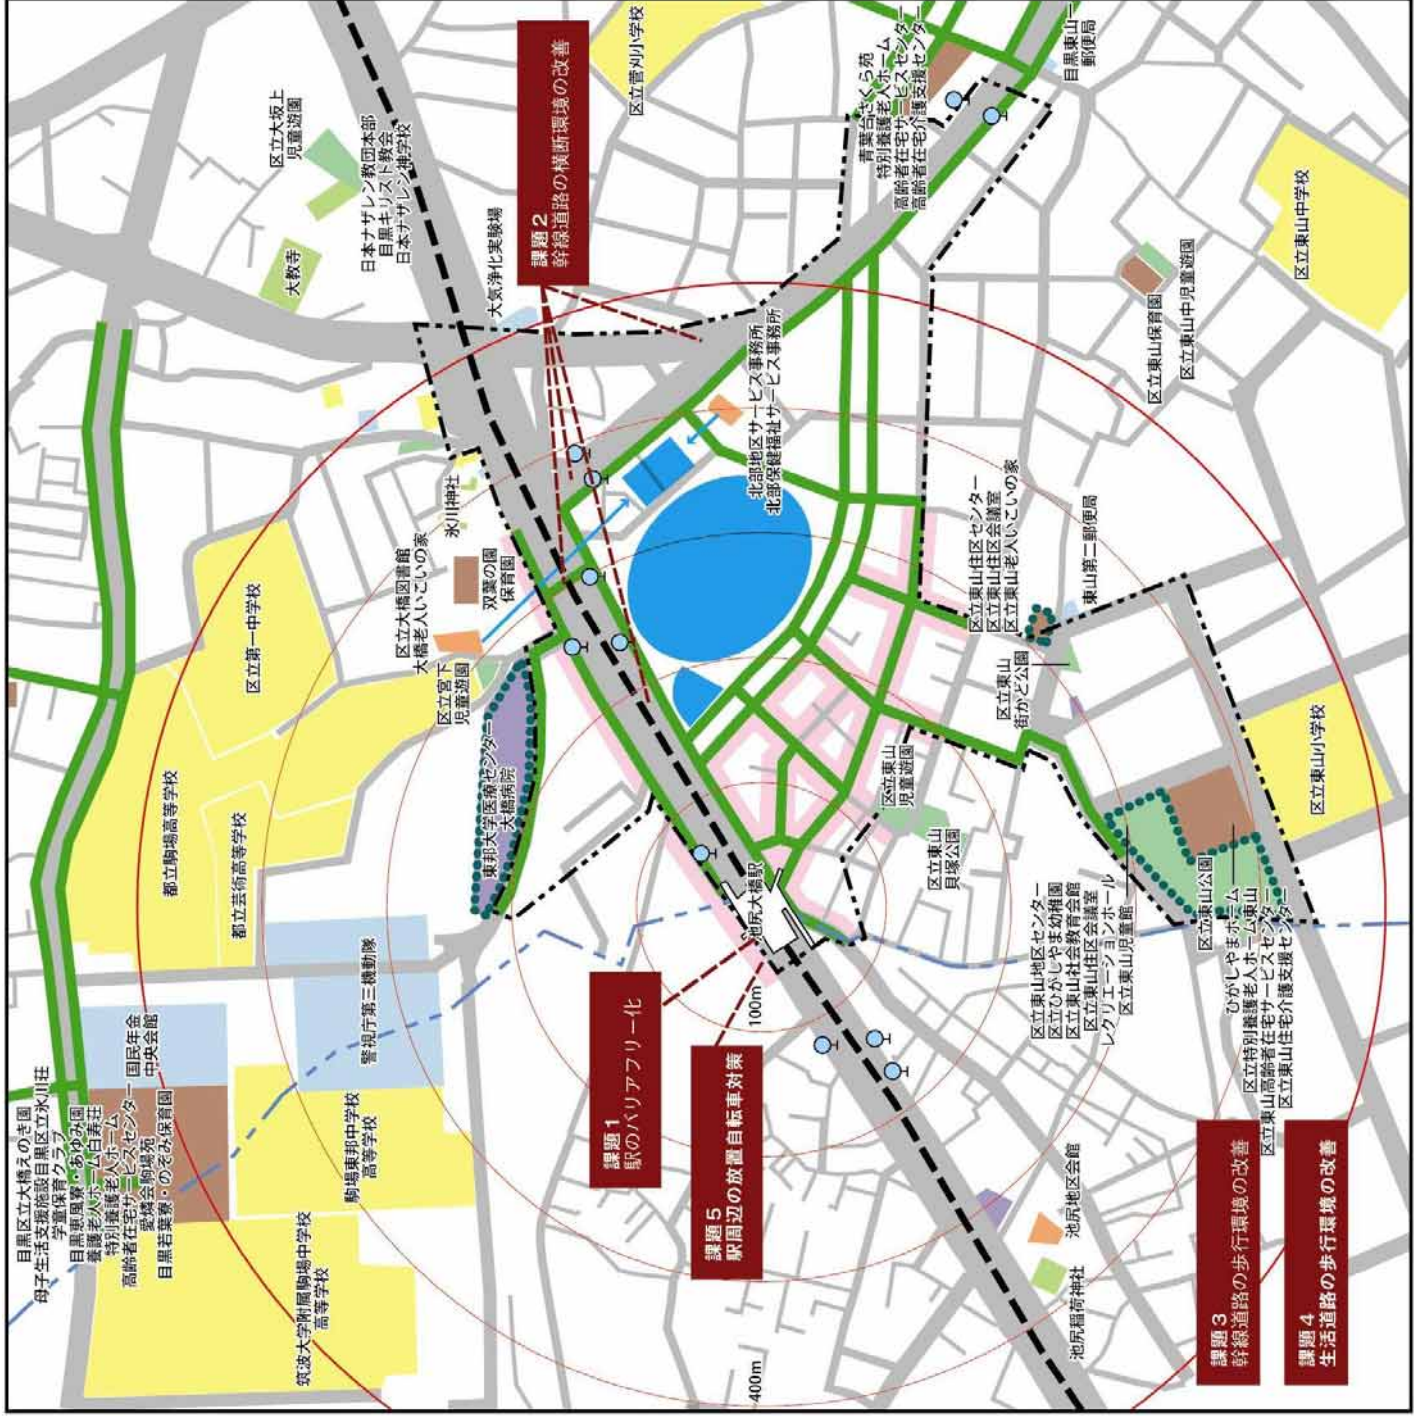 目黒区立大橋えのき園
母子生活支援施設目黒区立氷川荘
学童保育クラブ
目黒恵風寮・あゆみ園
養護老人ホーム白寿荘
特別養護老人ホーム
高齢者在宅サービスセンター
愛隣会駒場苑
目黒若葉寮・のぞみ保育園
国民年金
中央会館
筑波大学附属駒場中学校
高等学校
駒場東邦中学校
高等学校
警視庁第三機動隊
都立駒場高等学校
都立芸術高等学校
区立第一中学校
東邦大学医療センター
大橋病院
区立宮下
児童遊園
区立大橋図書館
大橋老人いこいの家
双葉の園
保育園
氷川神社
大教寺
区立大坂上
児童遊園
日本ナザレン教団本部
目黒キリスト教会
日本ナザレン神学校
大気浄化実験場
課題2
幹線道路の横断環境の改善
区立菅刈小学校
青葉台さくら苑
特別養護老人ホーム
高齢者在宅サービスセンター
高齢者在宅介護支援センター
目黒東山一
郵便局
北部地区サービス事務所
北部保健福祉サービス事務所
区立東山中学校
区立東山保育園
区立東山中児童遊園
区立東山住区センター
区立東山住区会議室
区立東山老人いこいの家
東山第二郵便局
区立東山
街かど公園
区立東山
児童遊園
区立東山
貝塚公園
池尻大橋駅
100m
400m
課題1
駅のバリアフリー化
課題5
駅周辺の放置自転車対策
区立東山地区センター
区立ひがしやま幼稚園
区立東山社会教育会館
区立東山住区会議室
レクリエーションホール
区立東山児童館
区立東山公園
ひがしやまホーム
区立特別養護老人ホーム東山
区立東山高齢者在宅サービスセンター
区立東山住宅介護支援センター
区立東山小学校
池尻地区会館
池尻稲荷神社
課題3
幹線道路の歩行環境の改善
課題4
生活道路の歩行環境の改善